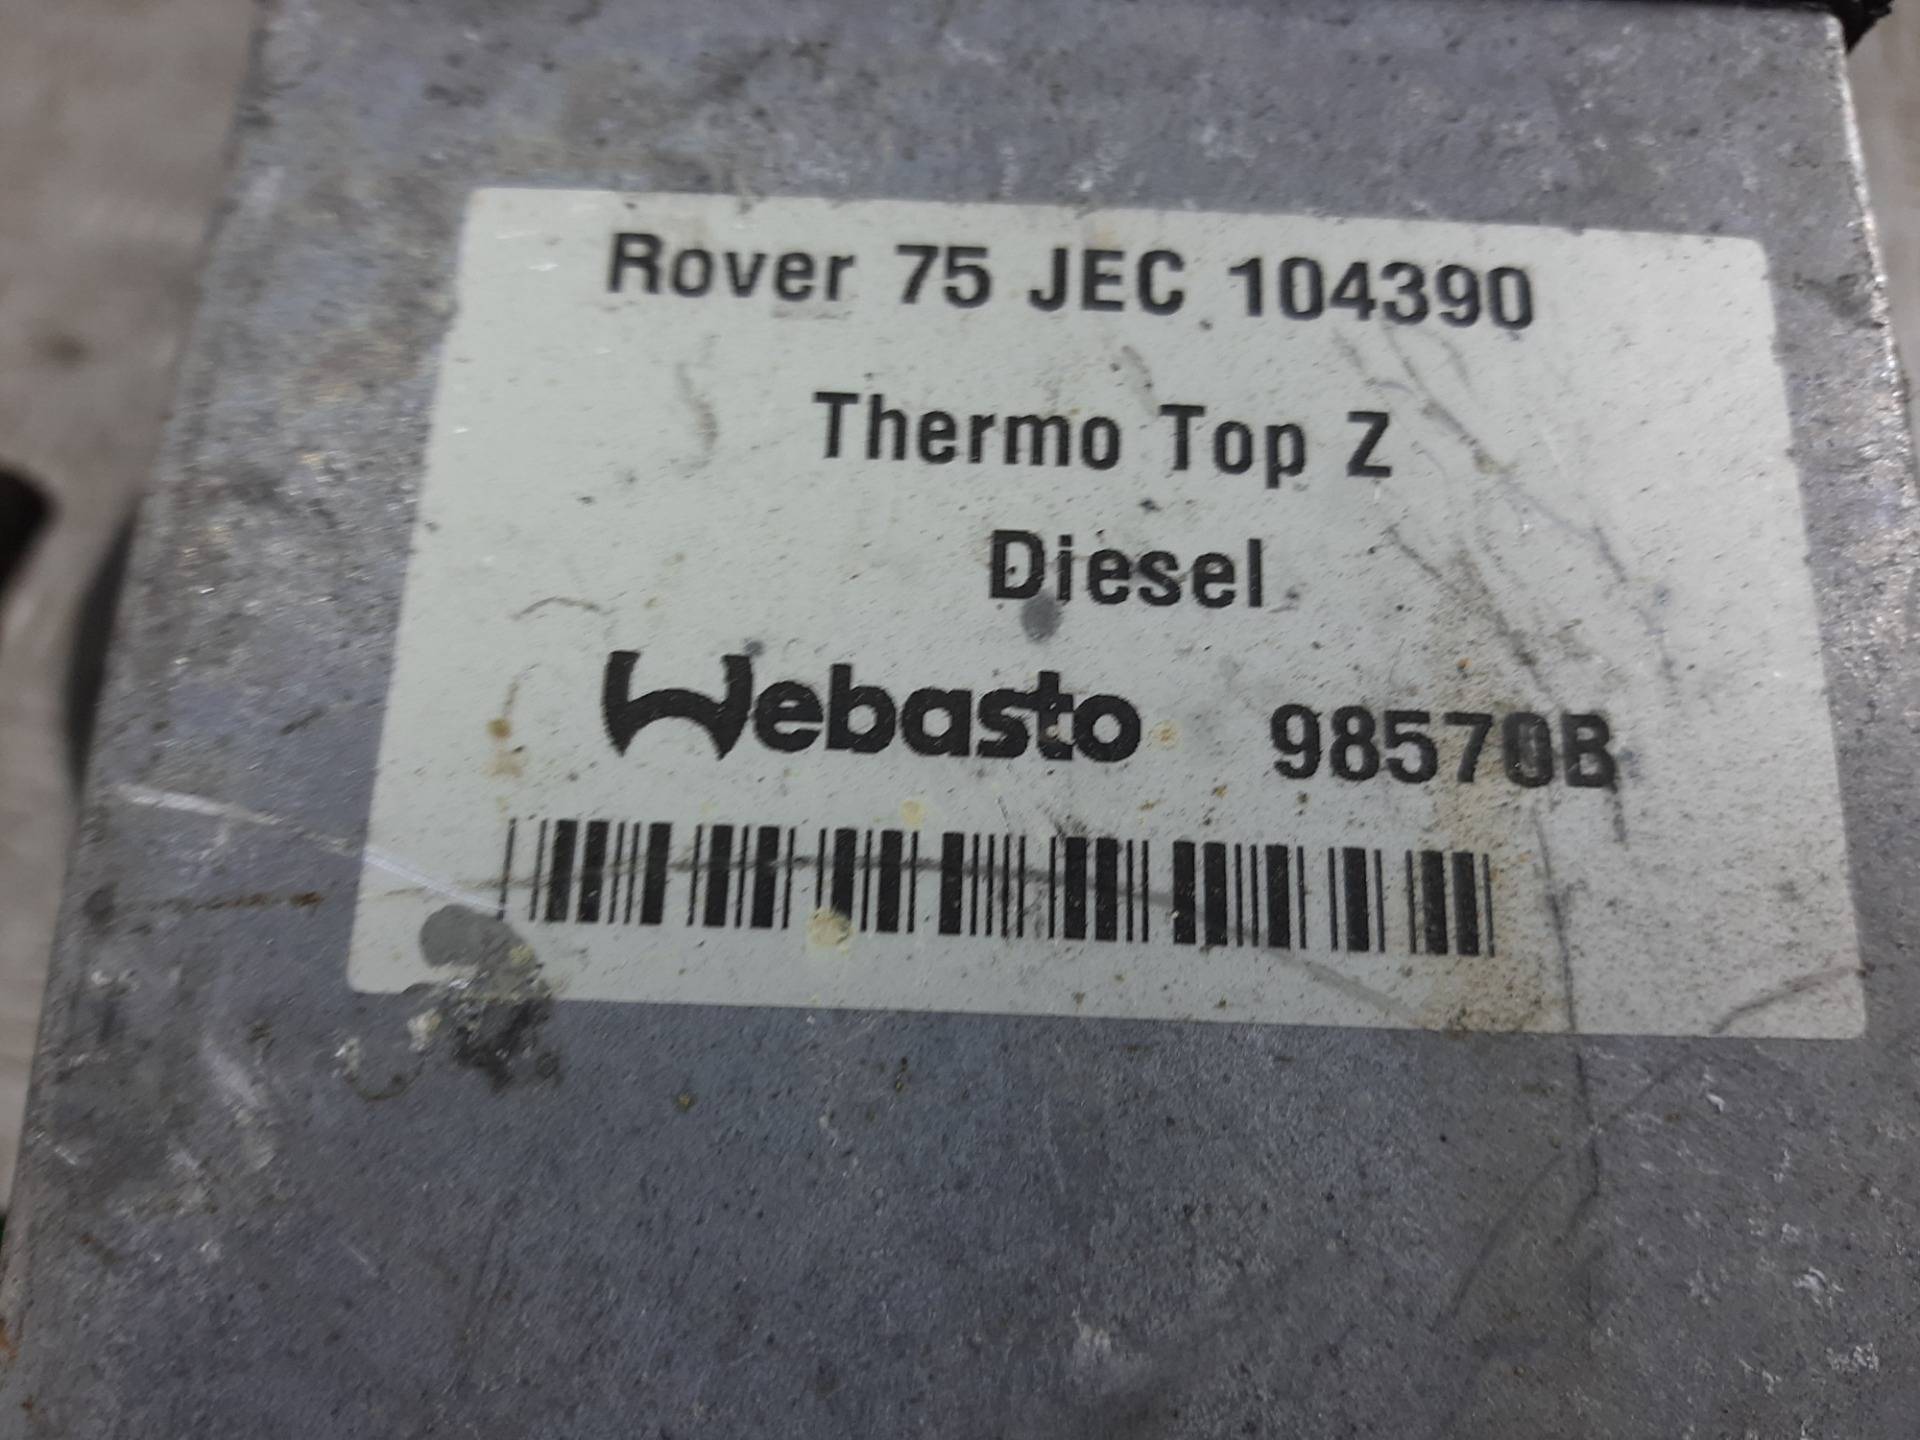 Rover 75 JEC 104390
Thermo Top Z
Diesel
Webasto 98570B